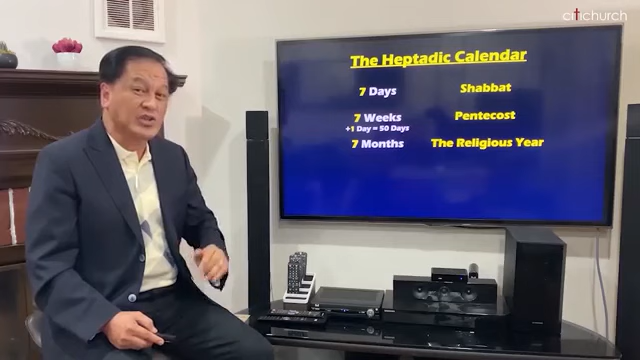 citichurch
The Heptadic Calendar
7 Days Shabbat
7 Weeks Pentecost
+1 Day = 50 Days
7 Months The Religious Year